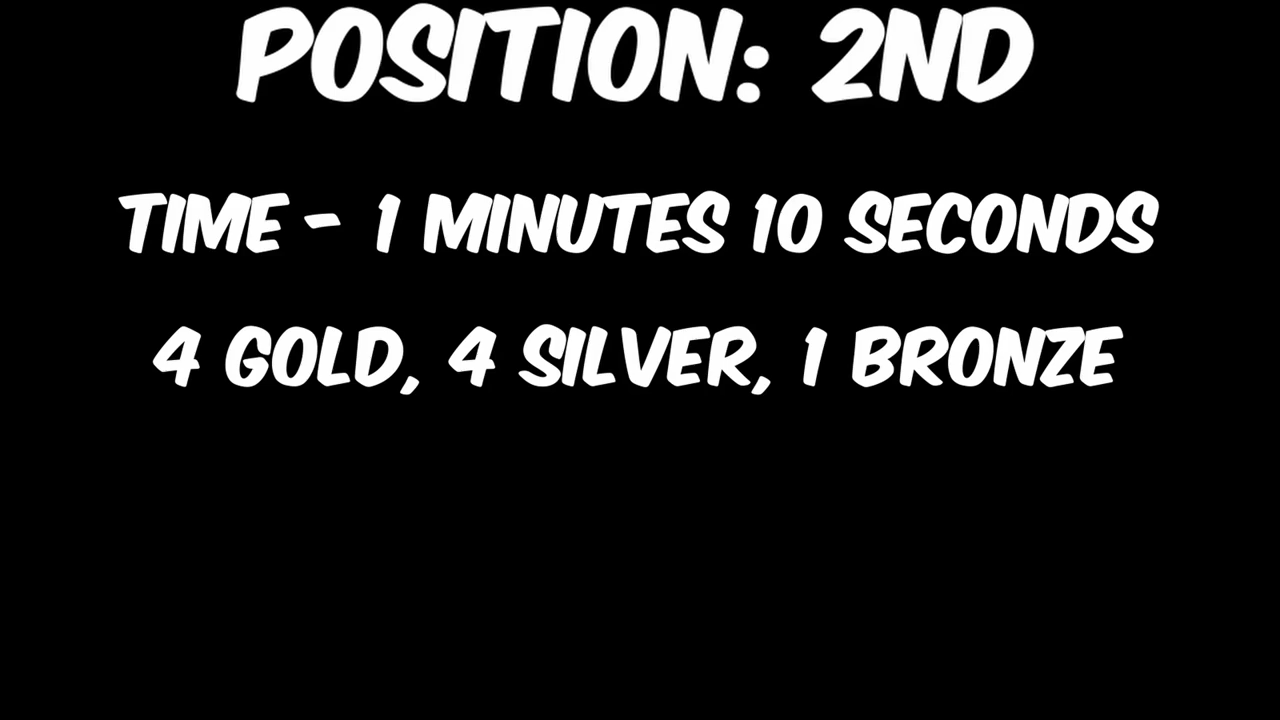 POSITION: 2ND
TIME - 1 MINUTES 10 SECONDS
4 GOLD, 4 SILVER, 1 BRONZE